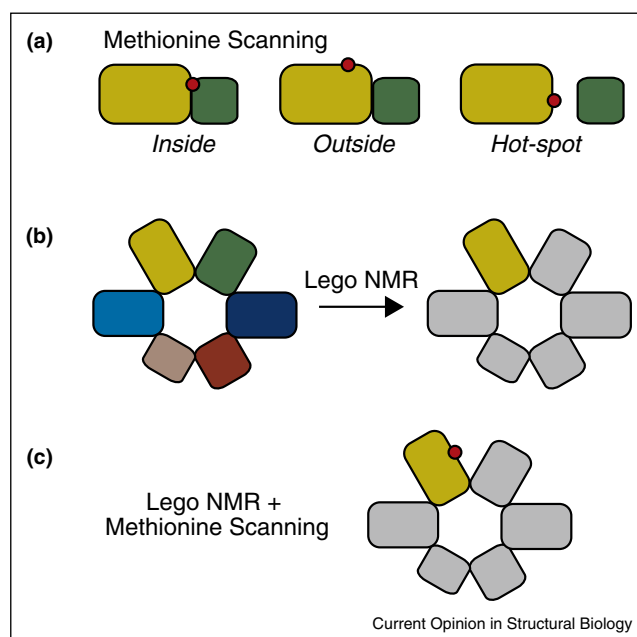 (a) Methionine Scanning
Inside Outside Hot-spot
(b)
Lego NMR
(c)
Lego NMR +
Methionine Scanning
Current Opinion in Structural Biology